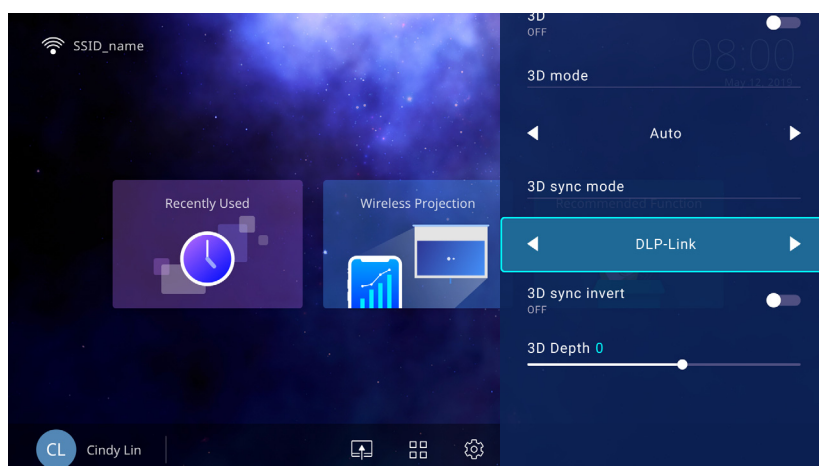 SSID_name
Recently Used
Wireless Projection
CL
Cindy Lin
3D
OFF
08:00
May 12, 2019
3D mode
Auto
3D sync mode
Recommended Function
DLP-Link
3D sync invert
OFF
3D Depth 0